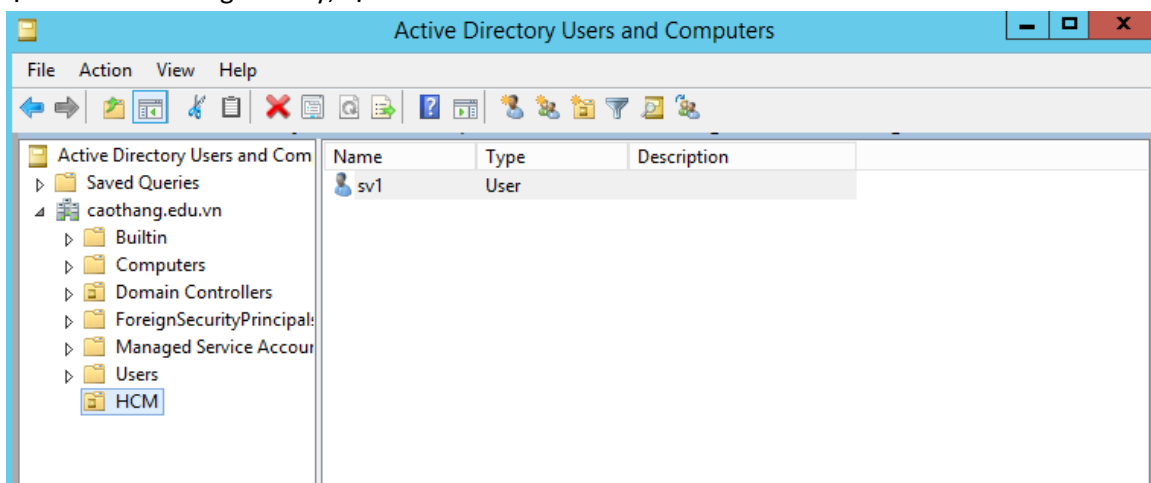 Active Directory Users and Computers
File Action View Help
Active Directory Users and Com
Name Type Description
Saved Queries
sv1 User
caothang.edu.vn
Builtin
Computers
Domain Controllers
ForeignSecurityPrincipals
Managed Service Accour
Users
HCM